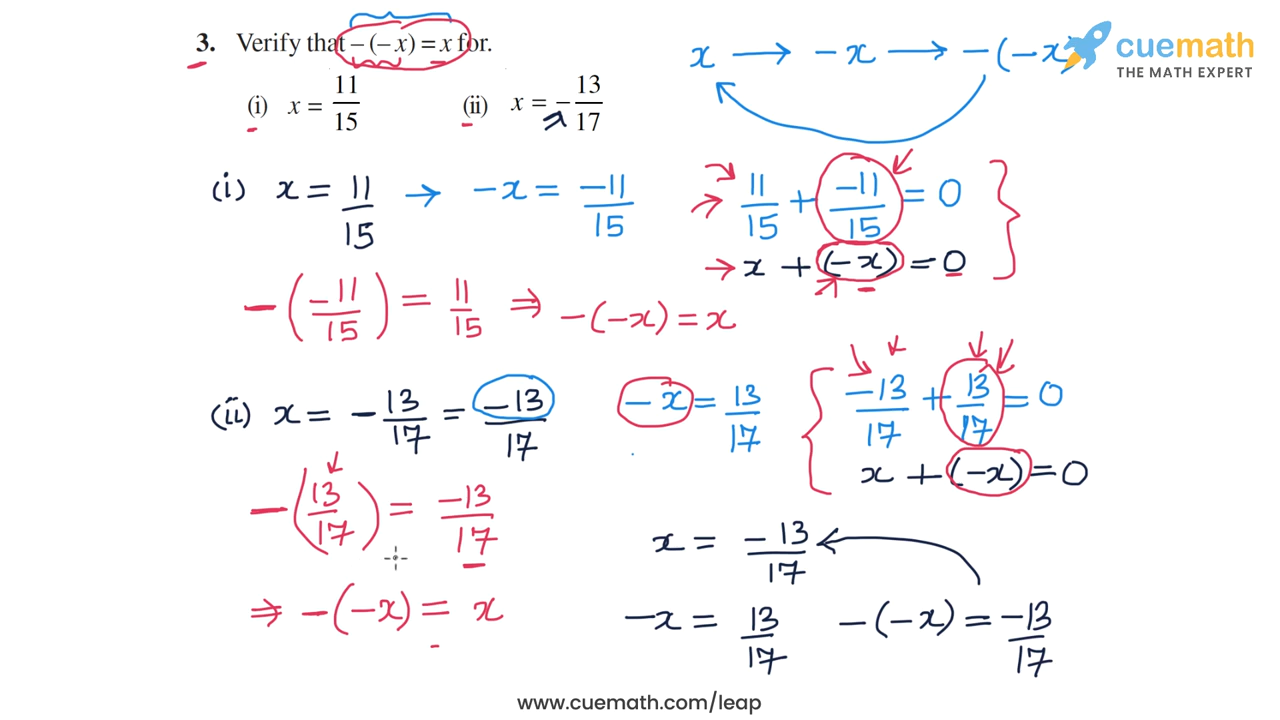 3. Verify that −(−x) = x for.
x → −x → −(−x)
cuemath
THE MATH EXPERT
(i) x = 11/15 (ii) x = −13/17
(i) x = 11/15 → −x = −11/15
11/15 + −11/15 = 0
→ x + (−x) = 0
−(−11/15) = 11/15 ⇒ −(−x) = x
(ii) x = −13/17 = −13/17 −x = 13/17
−13/17 + 13/17 = 0
x + (−x) = 0
−(13/17) = −13/17
x = −13/17
⇒ −(−x) = x
−x = 13/17 −(−x) = −13/17
www.cuemath.com/leap